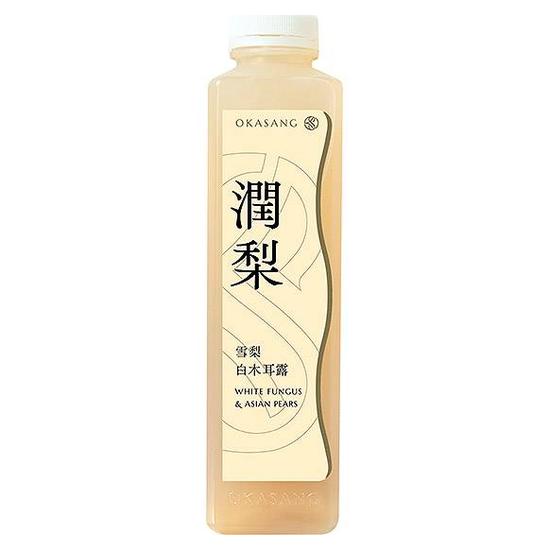 OKASANG
潤梨
雪梨
白木耳露
WHITE FUNGUS
& ASIAN PEARS
OKASANG